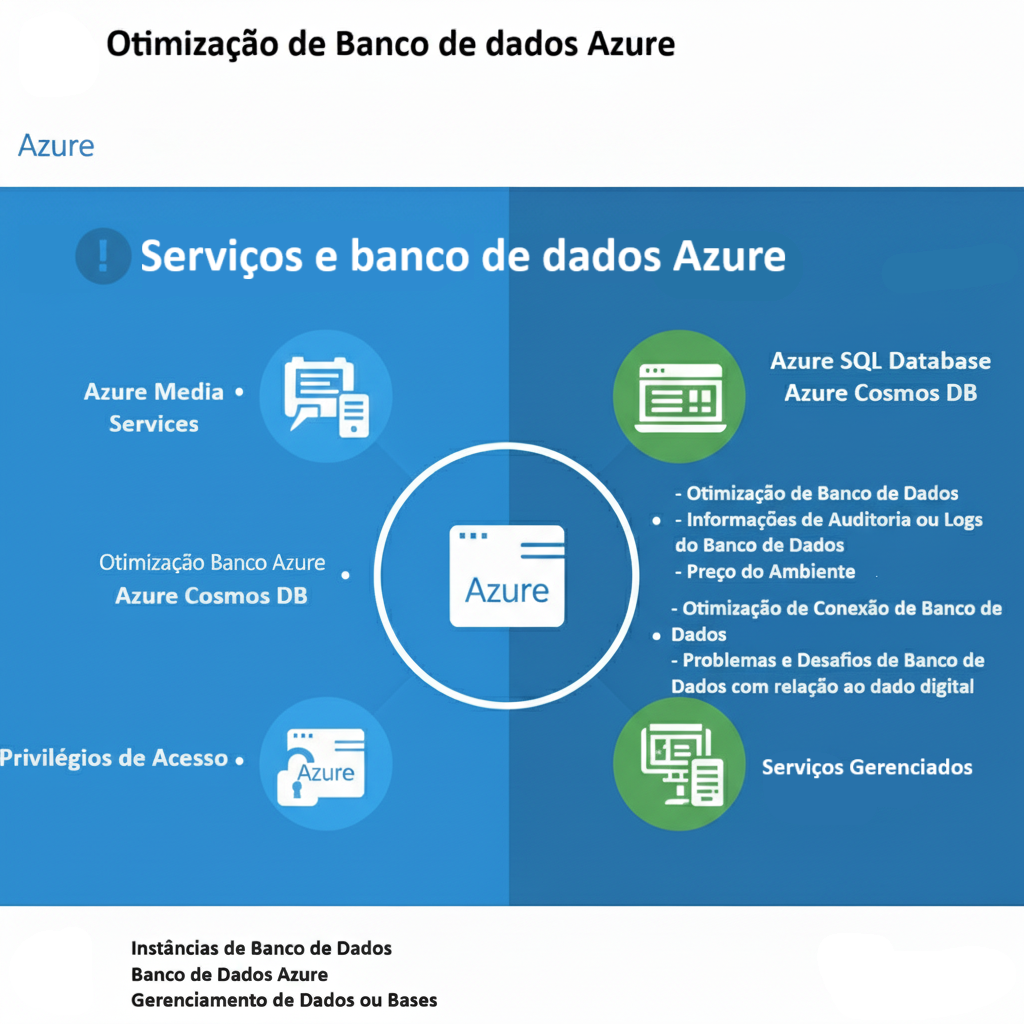 Otimização de Banco de dados Azure
Azure
! Serviços e banco de dados Azure
Azure Media •
Services
Azure SQL Database
Azure Cosmos DB
Otimização Banco Azure
Azure Cosmos DB
•
Azure
- Otimização de Banco de Dados
• - Informações de Auditoria ou Logs
do Banco de Dados
- Preço do Ambiente
- Otimização de Conexão de Banco de
• Dados
- Problemas e Desafios de Banco de
Dados com relação ao dado digital
Privilégios de Acesso •
Azure
Serviços Gerenciados
Instâncias de Banco de Dados
Banco de Dados Azure
Gerenciamento de Dados ou Bases